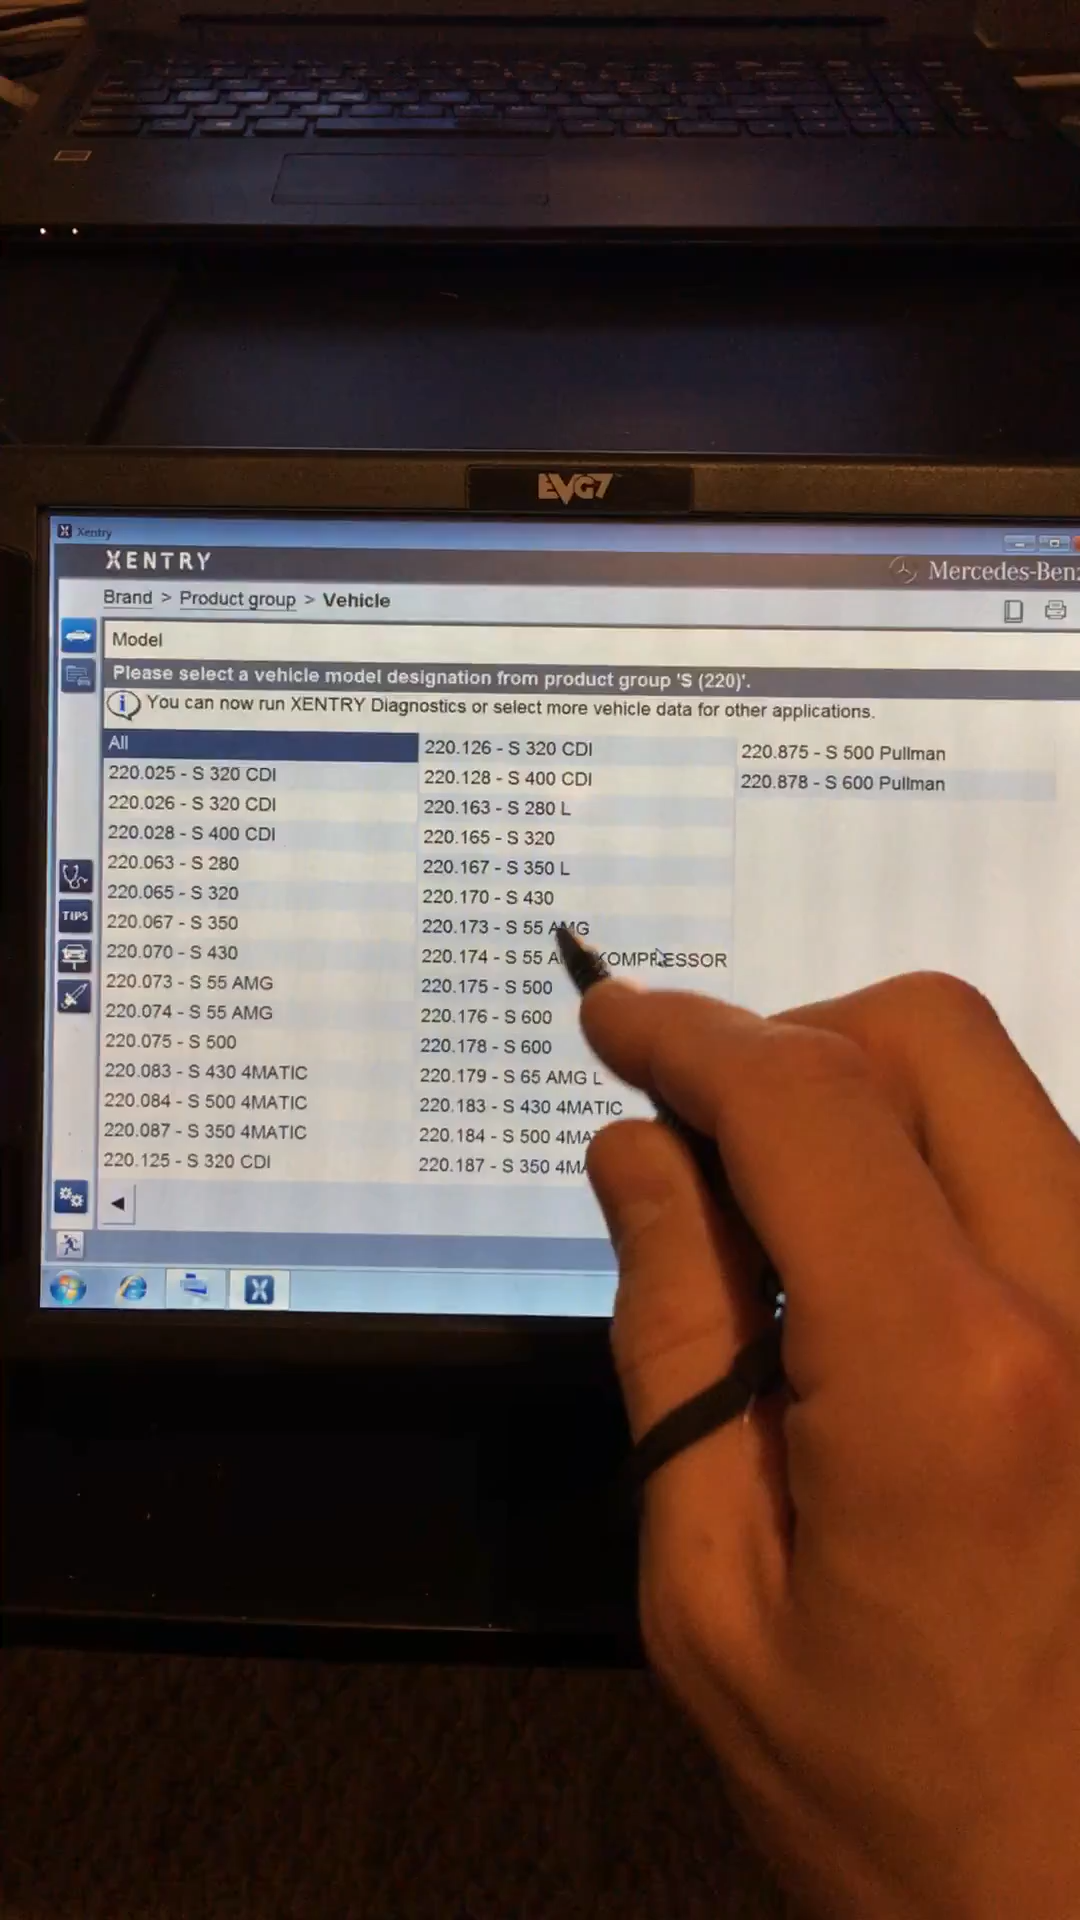 EVG7
Xentry
XENTRY
Mercedes-Benz
Brand > Product group > Vehicle
Model
Please select a vehicle model designation from product group 'S (220)'.
You can now run XENTRY Diagnostics or select more vehicle data for other applications.
All
220.025 - S 320 CDI
220.026 - S 320 CDI
220.028 - S 400 CDI
220.063 - S 280
220.065 - S 320
220.067 - S 350
220.070 - S 430
220.073 - S 55 AMG
220.074 - S 55 AMG
220.075 - S 500
220.083 - S 430 4MATIC
220.084 - S 500 4MATIC
220.087 - S 350 4MATIC
220.125 - S 320 CDI
220.126 - S 320 CDI
220.128 - S 400 CDI
220.163 - S 280 L
220.165 - S 320
220.167 - S 350 L
220.170 - S 430
220.173 - S 55 AMG
220.174 - S 55 A KOMPRESSOR
220.175 - S 500
220.176 - S 600
220.178 - S 600
220.179 - S 65 AMG L
220.183 - S 430 4MATIC
220.184 - S 500 4MA
220.187 - S 350 4MA
220.875 - S 500 Pullman
220.878 - S 600 Pullman
TIPS